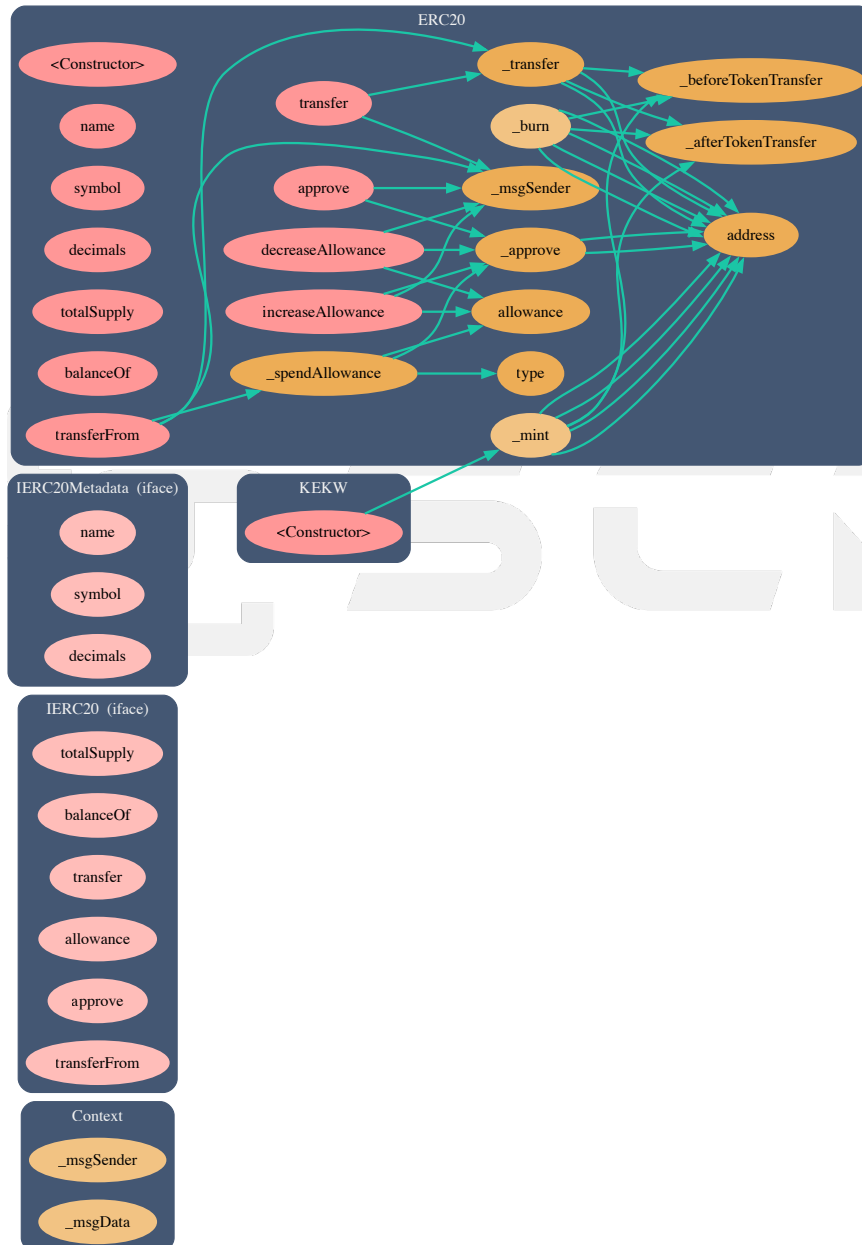 ERC20
<Constructor>
name
symbol
decimals
totalSupply
balanceOf
transferFrom
transfer
approve
decreaseAllowance
increaseAllowance
_spendAllowance
_transfer
_burn
_msgSender
_approve
allowance
type
_mint
_beforeTokenTransfer
_afterTokenTransfer
address
IERC20Metadata (iface)
name
symbol
decimals
KEKW
<Constructor>
IERC20 (iface)
totalSupply
balanceOf
transfer
allowance
approve
transferFrom
Context
_msgSender
_msgData